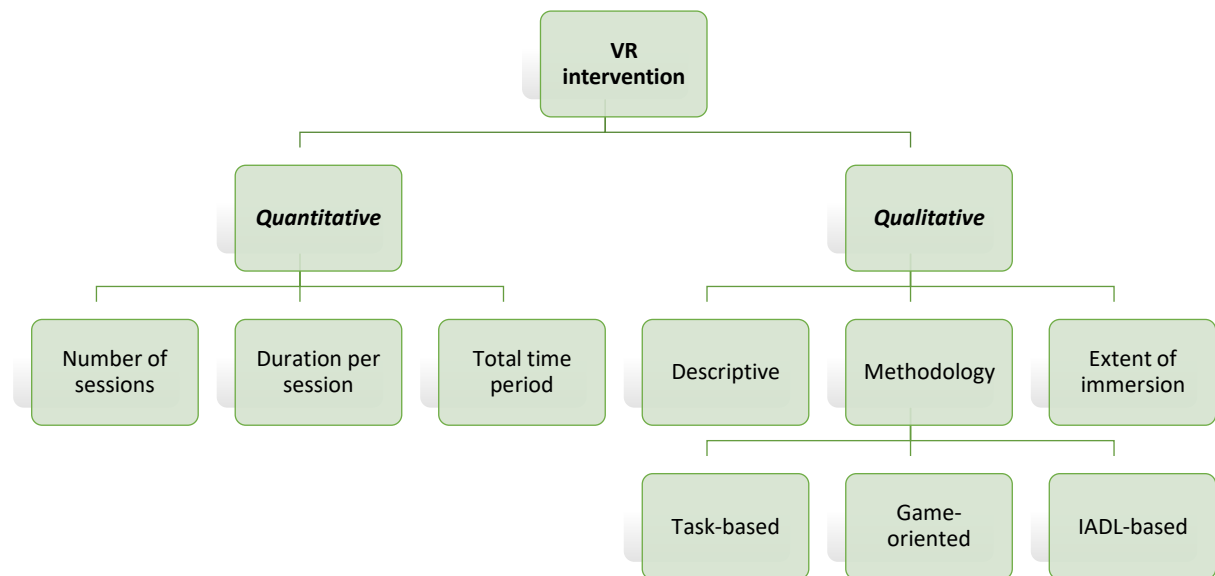 VR
intervention
Quantitative
Qualitative
Number of
sessions
Duration per
session
Total time
period
Descriptive
Methodology
Extent of
immersion
Task-based
Game-
oriented
IADL-based